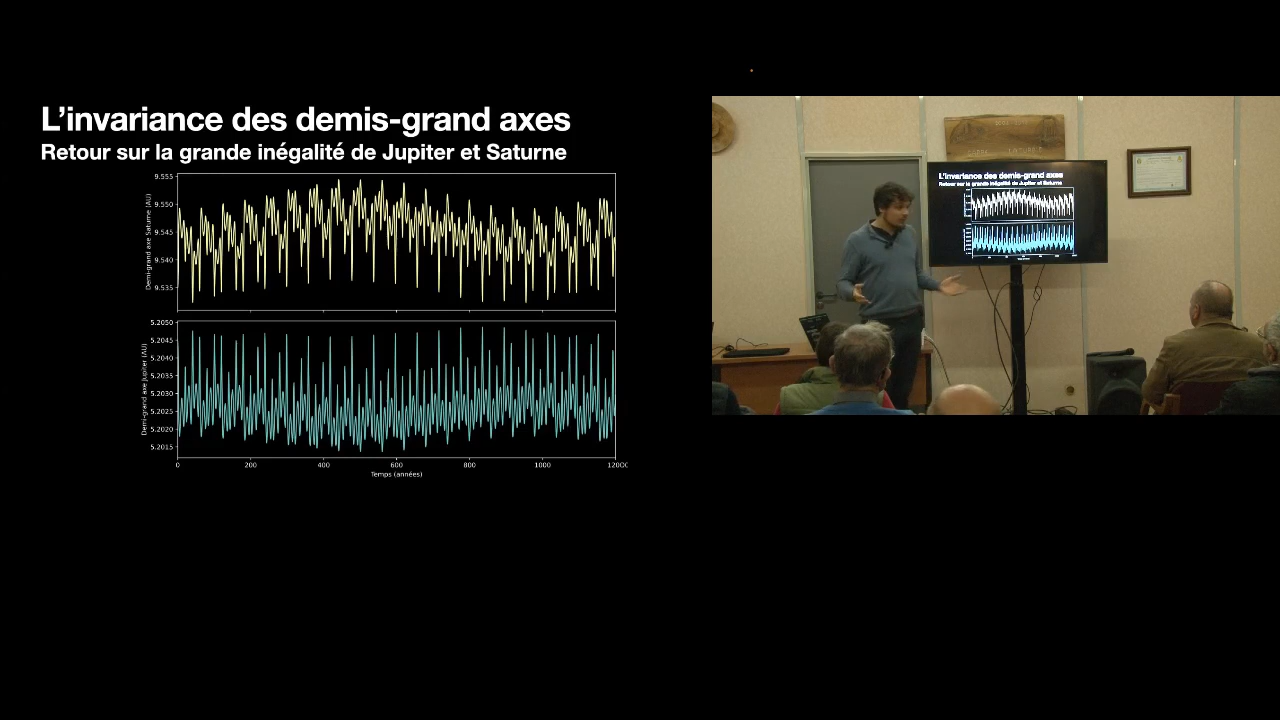 L'invariance des demis-grand axes
Retour sur la grande inégalité de Jupiter et Saturne
9.555
9.550
9.545
9.540
9.535
Demi-grand axe Saturne (AU)
5.2050
5.2045
5.2040
5.2035
5.2030
5.2025
5.2020
5.2015
Demi-grand axe Jupiter (AU)
0 200 400 600 800 1000 1200
Temps (années)
L'invariance des demis-grand axes
Retour sur la grande inégalité de Jupiter et Saturne